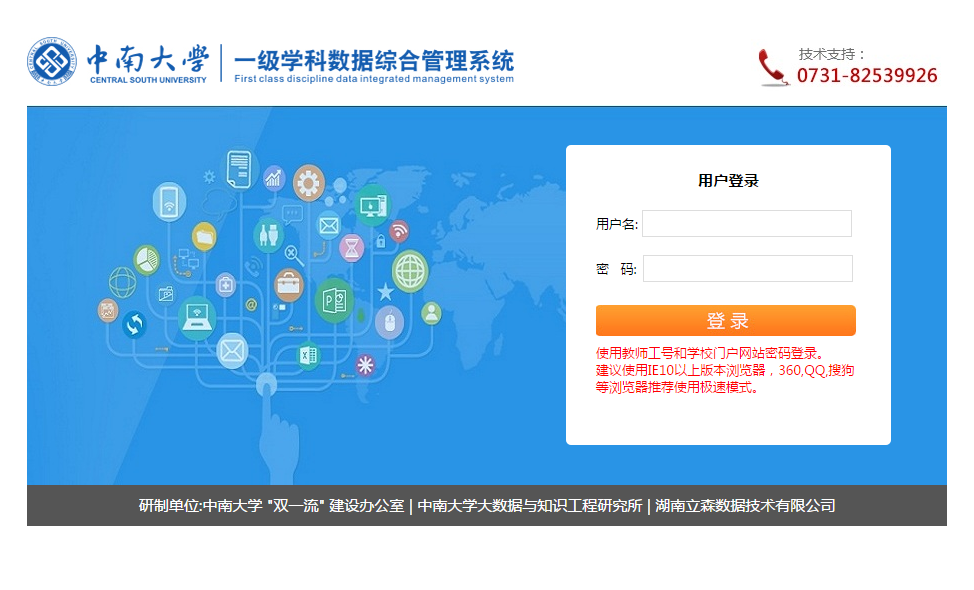 中南大学
CENTRAL SOUTH UNIVERSITY
一级学科数据综合管理系统
First class discipline data integrated management system
技术支持：
0731-82539926
用户登录
用户名:
密 码:
登 录
使用教师工号和学校门户网站密码登录。
建议使用IE10以上版本浏览器，360,QQ,搜狗
等浏览器推荐使用极速模式。
研制单位:中南大学 "双一流" 建设办公室 | 中南大学大数据与知识工程研究所 | 湖南立森数据技术有限公司